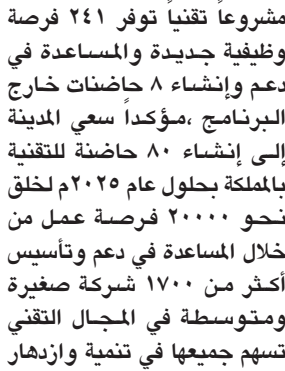 مشروعاً تقنياً توفر ٢٤١ فرصة
وظيفية جديدة والمساعدة في
دعم وإنشاء ٨ حاضنات خارج
البرنامج ،مؤكداً سعي المدينة
إلى إنشاء ٨٠ حاضنة للتقنية
بالمملكة بحلول عام ٢٠٢٥م لخلق
نحو ٢٠٠٠٠ فرصة عمل من
خلال المساعدة في دعم وتأسيس
أكثر من ١٧٠٠ شركة صغيرة
ومتوسطة في المجال التقني
تسهم جميعها في تنمية وازدهار